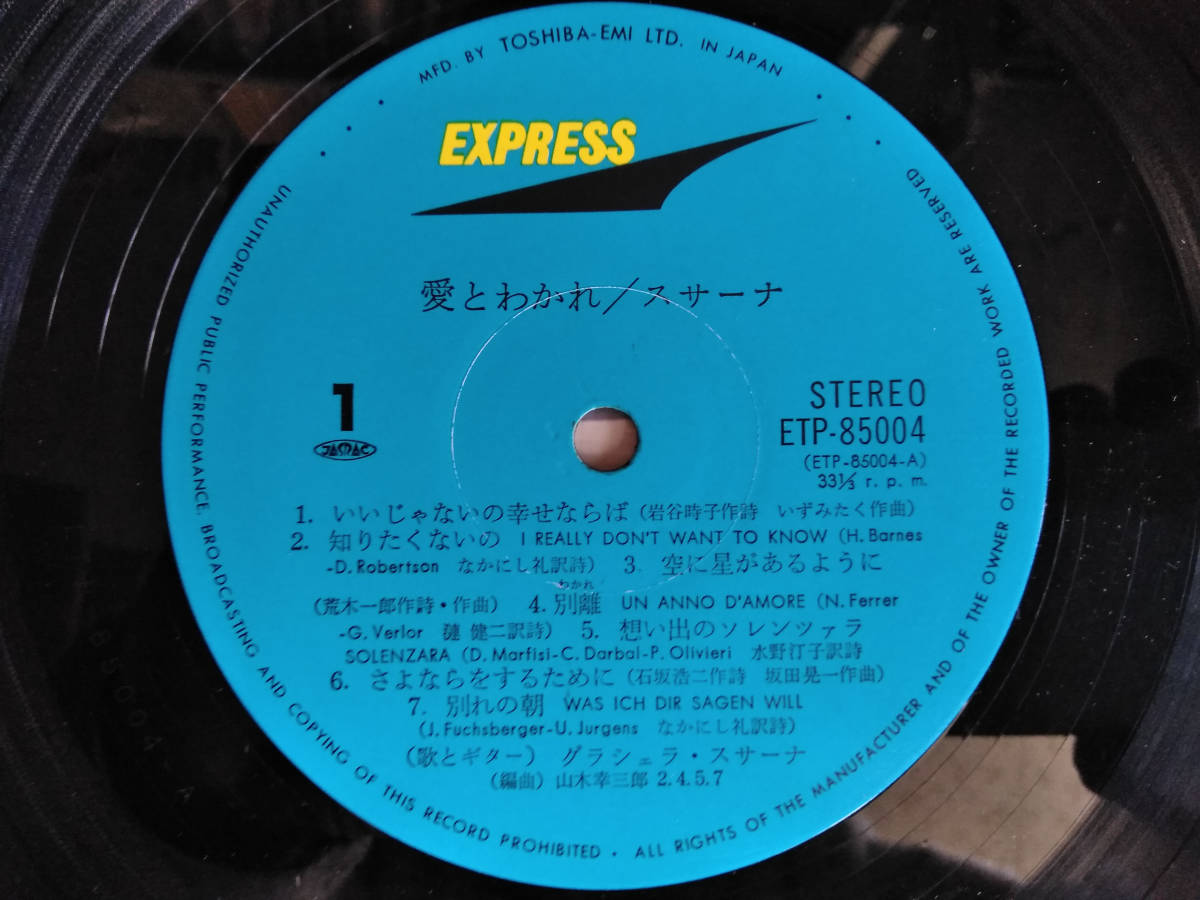 MFD. BY TOSHIBA-EMI LTD. IN JAPAN
EXPRESS
愛とわかれ/スサーナ
1
JASRAC
STEREO
ETP-85004
(ETP-85004-A)
33⅓ r. p. m.
1. いいじゃないの幸せならば(岩谷時子作詩 いずみたく作曲)
2. 知りたくないの I REALLY DON'T WANT TO KNOW (H. Barnes
-D. Robertson なかにし礼訳詩) 3. 空に星があるように
わかれ
(荒木一郎作詩・作曲) 4. 別離 UN ANNO D'AMORE (N. Ferrer
-G. Verlor 漣 健二訳詩) 5. 想い出のソレンツァラ
SOLENZARA (D. Marfisi-C. Darbal-P. Olivieri 水野汀子訳詩
6. さよならをするために(石坂浩二作詩 坂田晃一作曲)
7. 別れの朝 WAS ICH DIR SAGEN WILL
(J. Fuchsberger-U. Jurgens なかにし礼訳詩)
(歌とギター) グラシェラ・スサーナ
(編曲) 山木幸三郎 2.4.5.7
UNAUTHORIZED PUBLIC PERFORMANCE, BROADCASTING AND COPYING OF THIS RECORD PROHIBITED • ALL RIGHTS OF THE MANUFACTURER AND OF THE OWNER OF THE RECORDED WORK ARE RESERVED